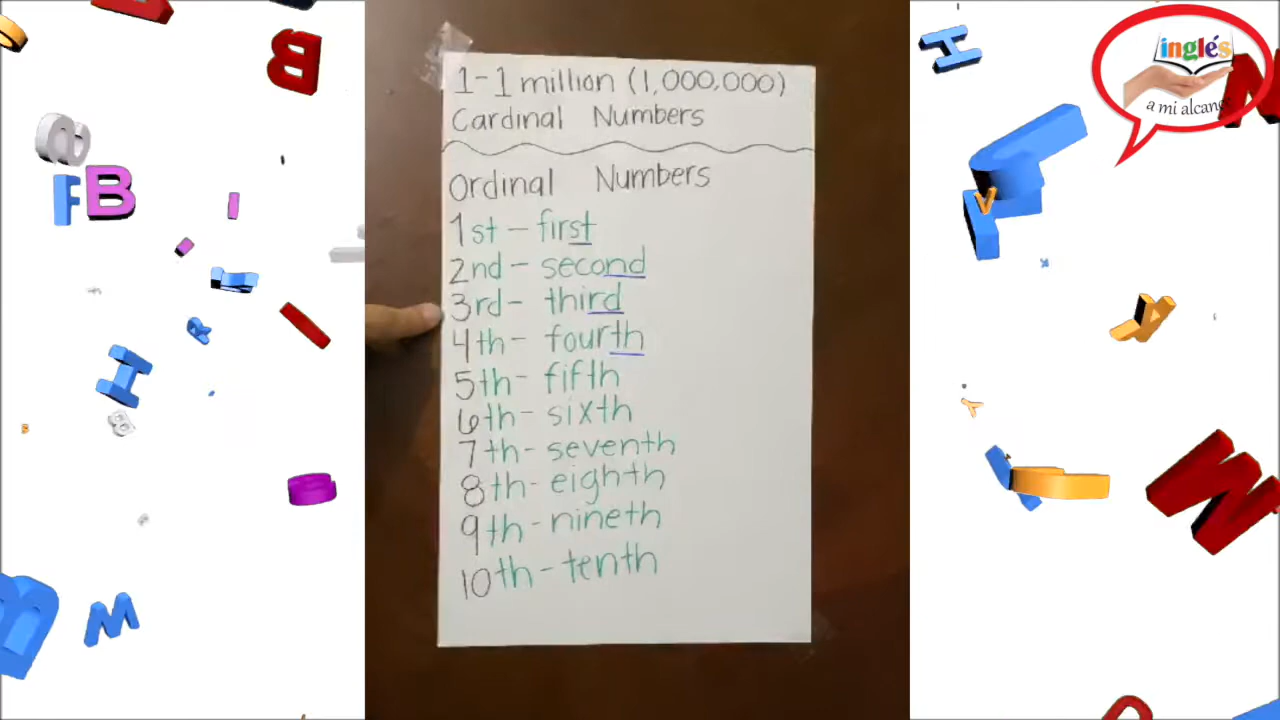 1-1 million (1,000,000)
Cardinal Numbers
Ordinal Numbers
1st - first
2nd - second
3rd - third
4th - fourth
5th - fifth
6th - sixth
7th - seventh
8th - eighth
9th - nineth
10th - tenth
inglés
a mi alcance